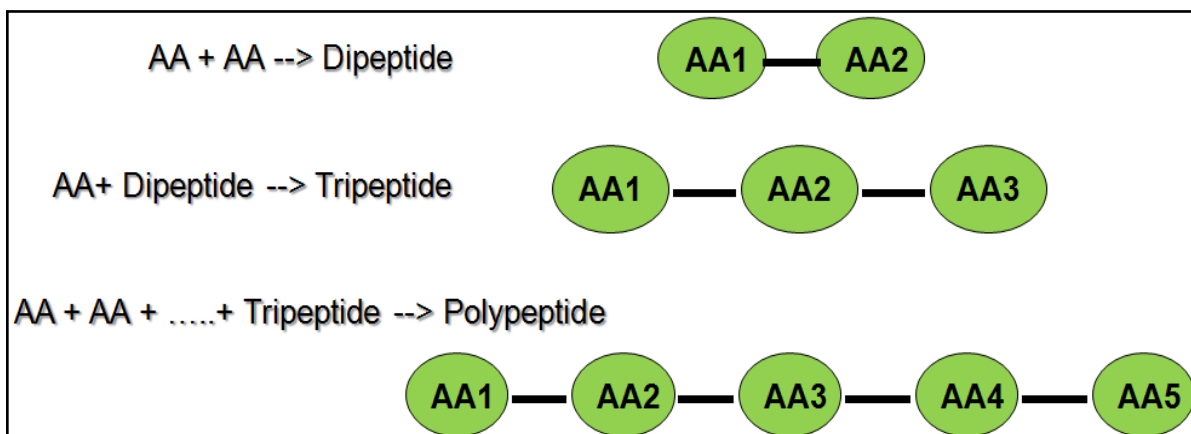 AA + AA --> Dipeptide
AA1 AA2
AA+ Dipeptide --> Tripeptide
AA1 AA2 AA3
AA + AA + …..+ Tripeptide --> Polypeptide
AA1 AA2 AA3 AA4 AA5